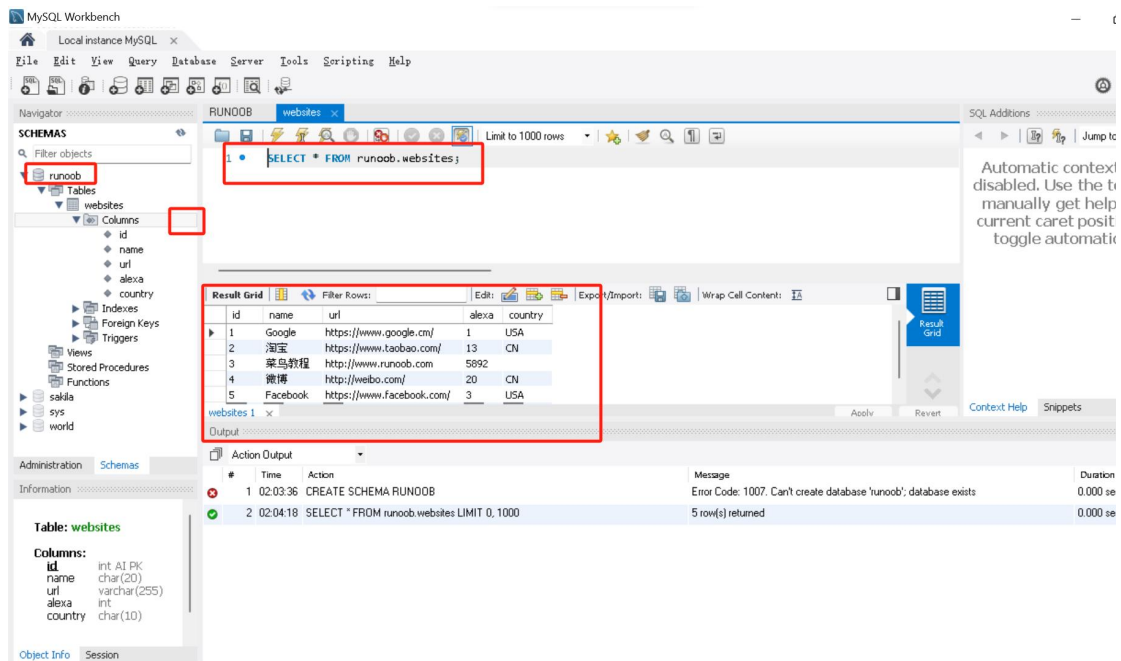 MySQL Workbench
Local instance MySQL ×
File Edit View Query Database Server Tools Scripting Help
Navigator
SCHEMAS
Filter objects
runoob
Tables
websites
Columns
id
name
url
alexa
country
Indexes
Foreign Keys
Triggers
Views
Stored Procedures
Functions
sakila
sys
world
Administration Schemas
Information
Table: websites
Columns:
id int AI PK
name char(20)
url varchar(255)
alexa int
country char(10)
Object Info Session
RUNOOB websites ×
Limit to 1000 rows
1 SELECT * FROM runoob.websites;
Result Grid Filter Rows: Edit: Export/Import: Wrap Cell Content: IA
id name url alexa country
1 Google https://www.google.cm/ 1 USA
2 淘宝 https://www.taobao.com/ 13 CN
3 菜鸟教程 http://www.runoob.com 5892
4 微博 http://weibo.com/ 20 CN
5 Facebook https://www.facebook.com/ 3 USA
Result
Grid
websites 1 × Apply Revert
SQL Additions
Jump to
Automatic context
disabled. Use the to
manually get help
current caret posit
toggle automatic
Context Help Snippets
Output
Action Output
# Time Action Message Duration
1 02:03:36 CREATE SCHEMA RUNOOB Error Code: 1007. Can't create database 'runoob'; database exists 0.000 se
2 02:04:18 SELECT * FROM runoob.websites LIMIT 0, 1000 5 row(s) returned 0.000 se